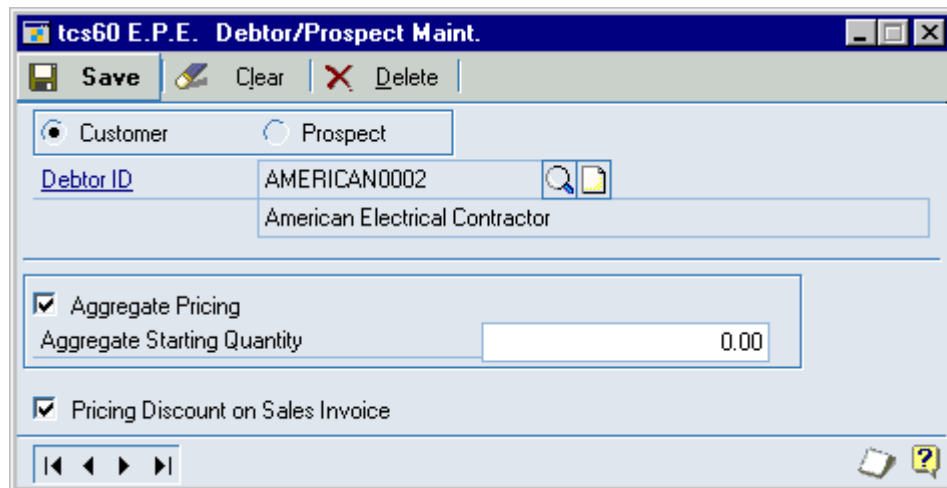 tcs60 E.P.E. Debtor/Prospect Maint.
Save Clear Delete
Customer Prospect
Debtor ID AMERICAN0002
American Electrical Contractor
Aggregate Pricing
Aggregate Starting Quantity 0.00
Pricing Discount on Sales Invoice